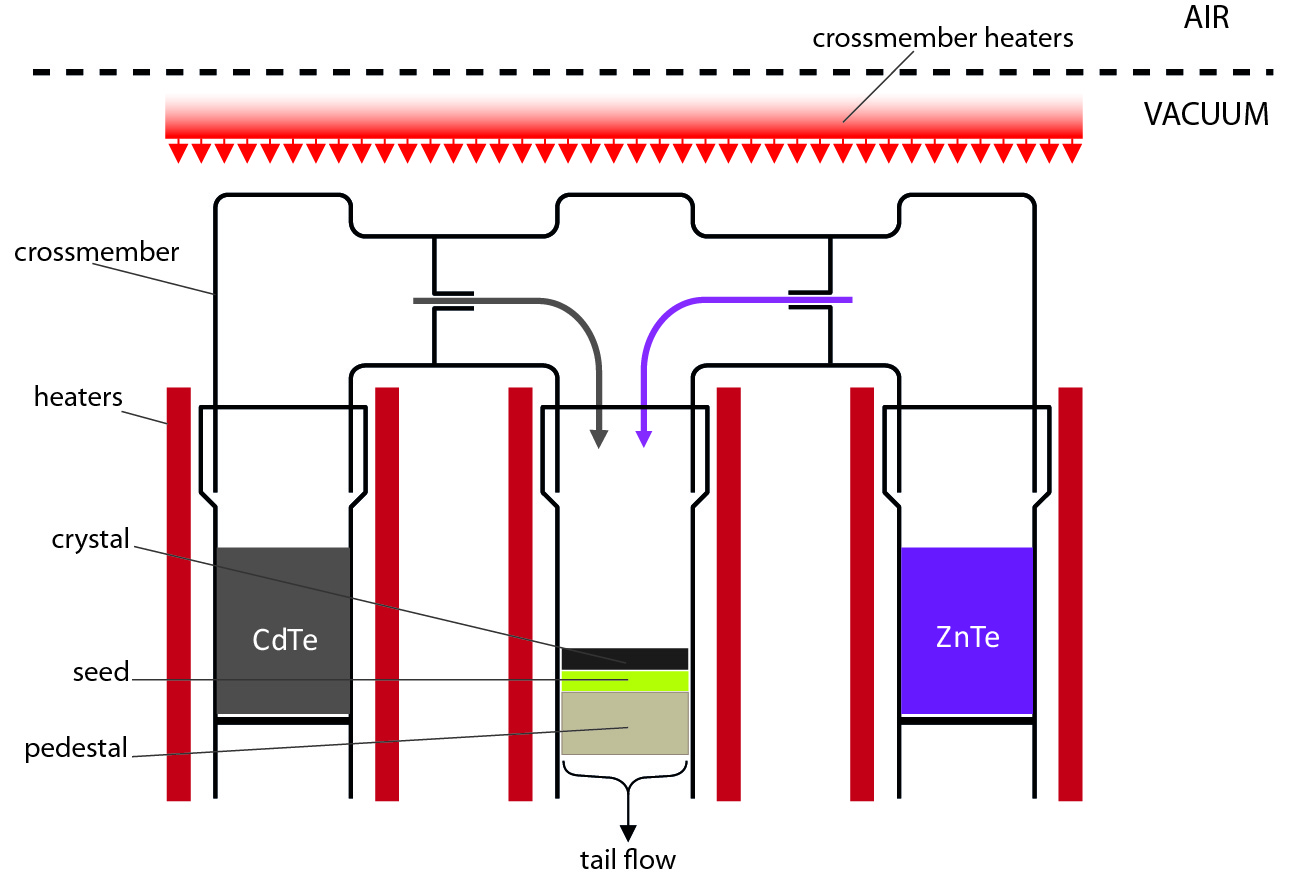 AIR
crossmember heaters
VACUUM
crossmember
heaters
crystal
CdTe
ZnTe
seed
pedestal
tail flow